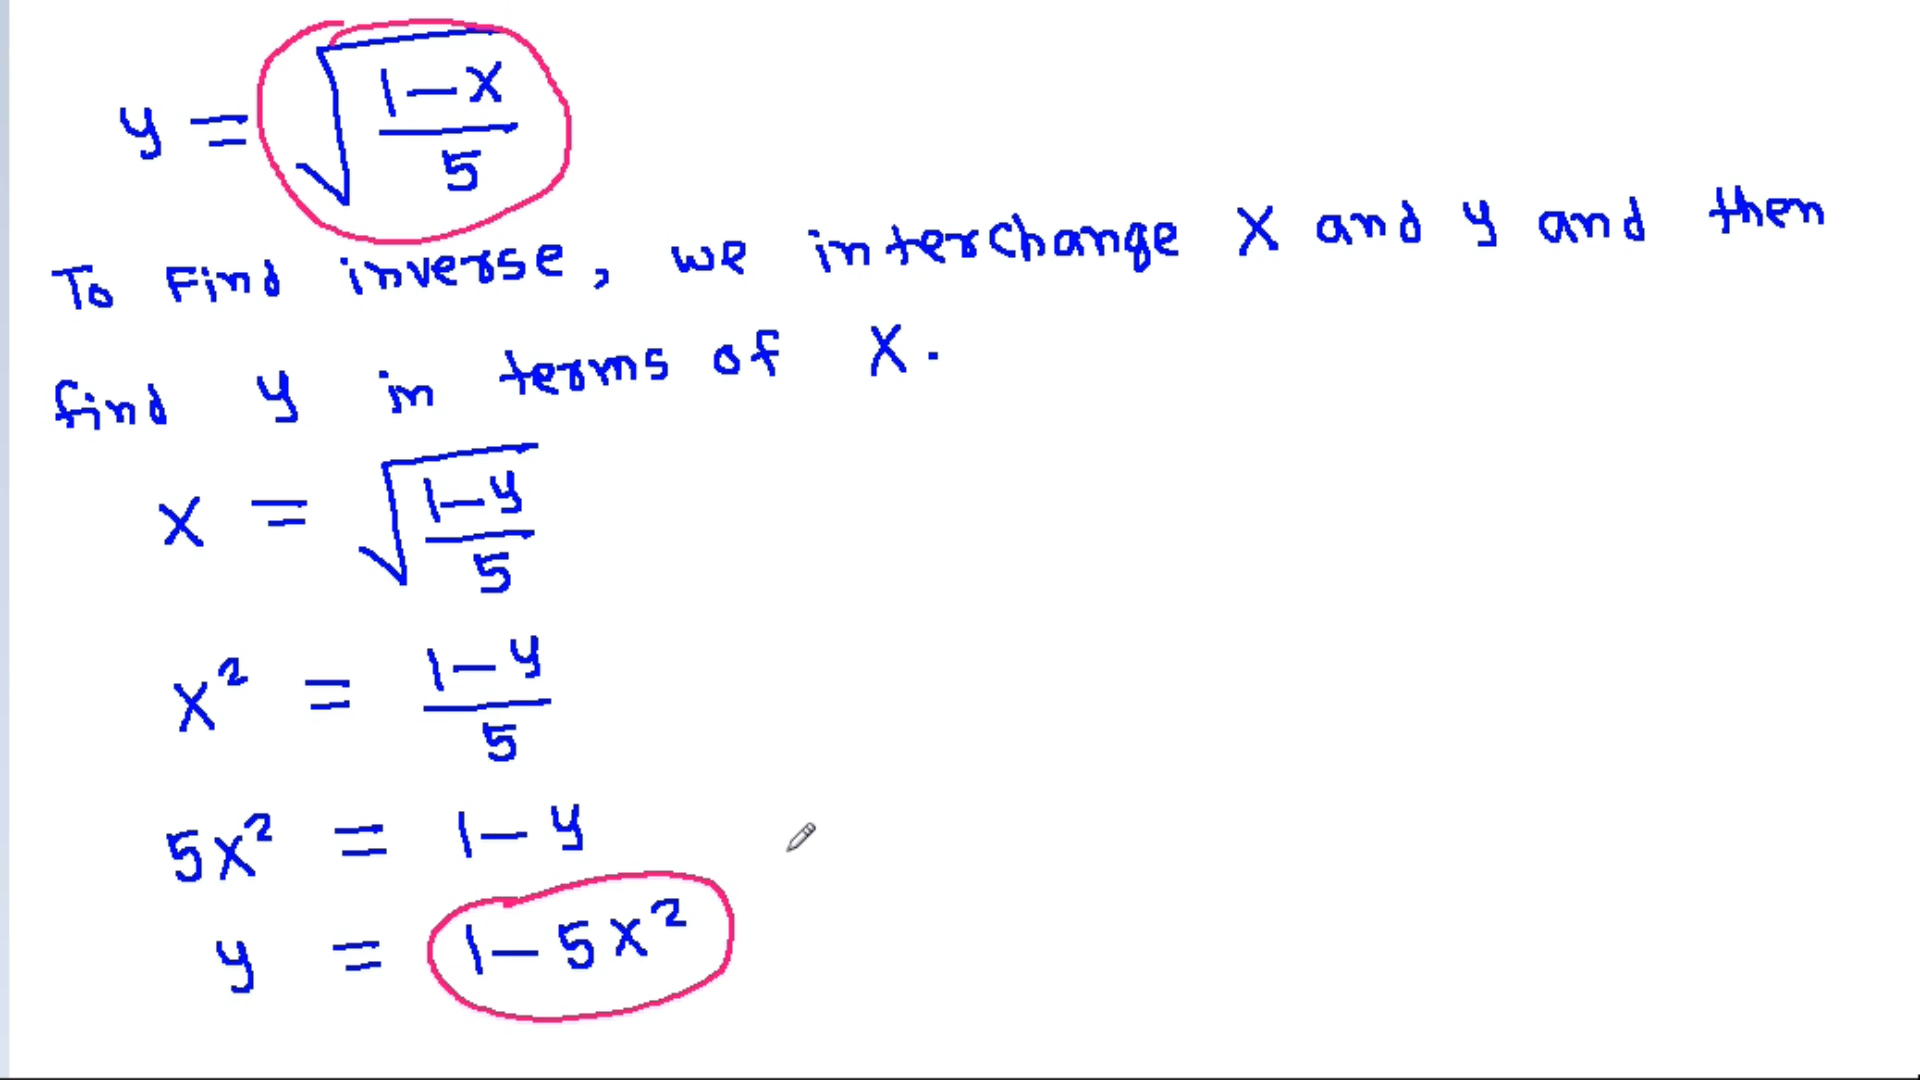 y = √((1-x)/5)
To Find inverse, we interchange X and y and then
find y in terms of X.
x = √((1-y)/5)
x² = (1-y)/5
5x² = 1-y
y = 1-5x²